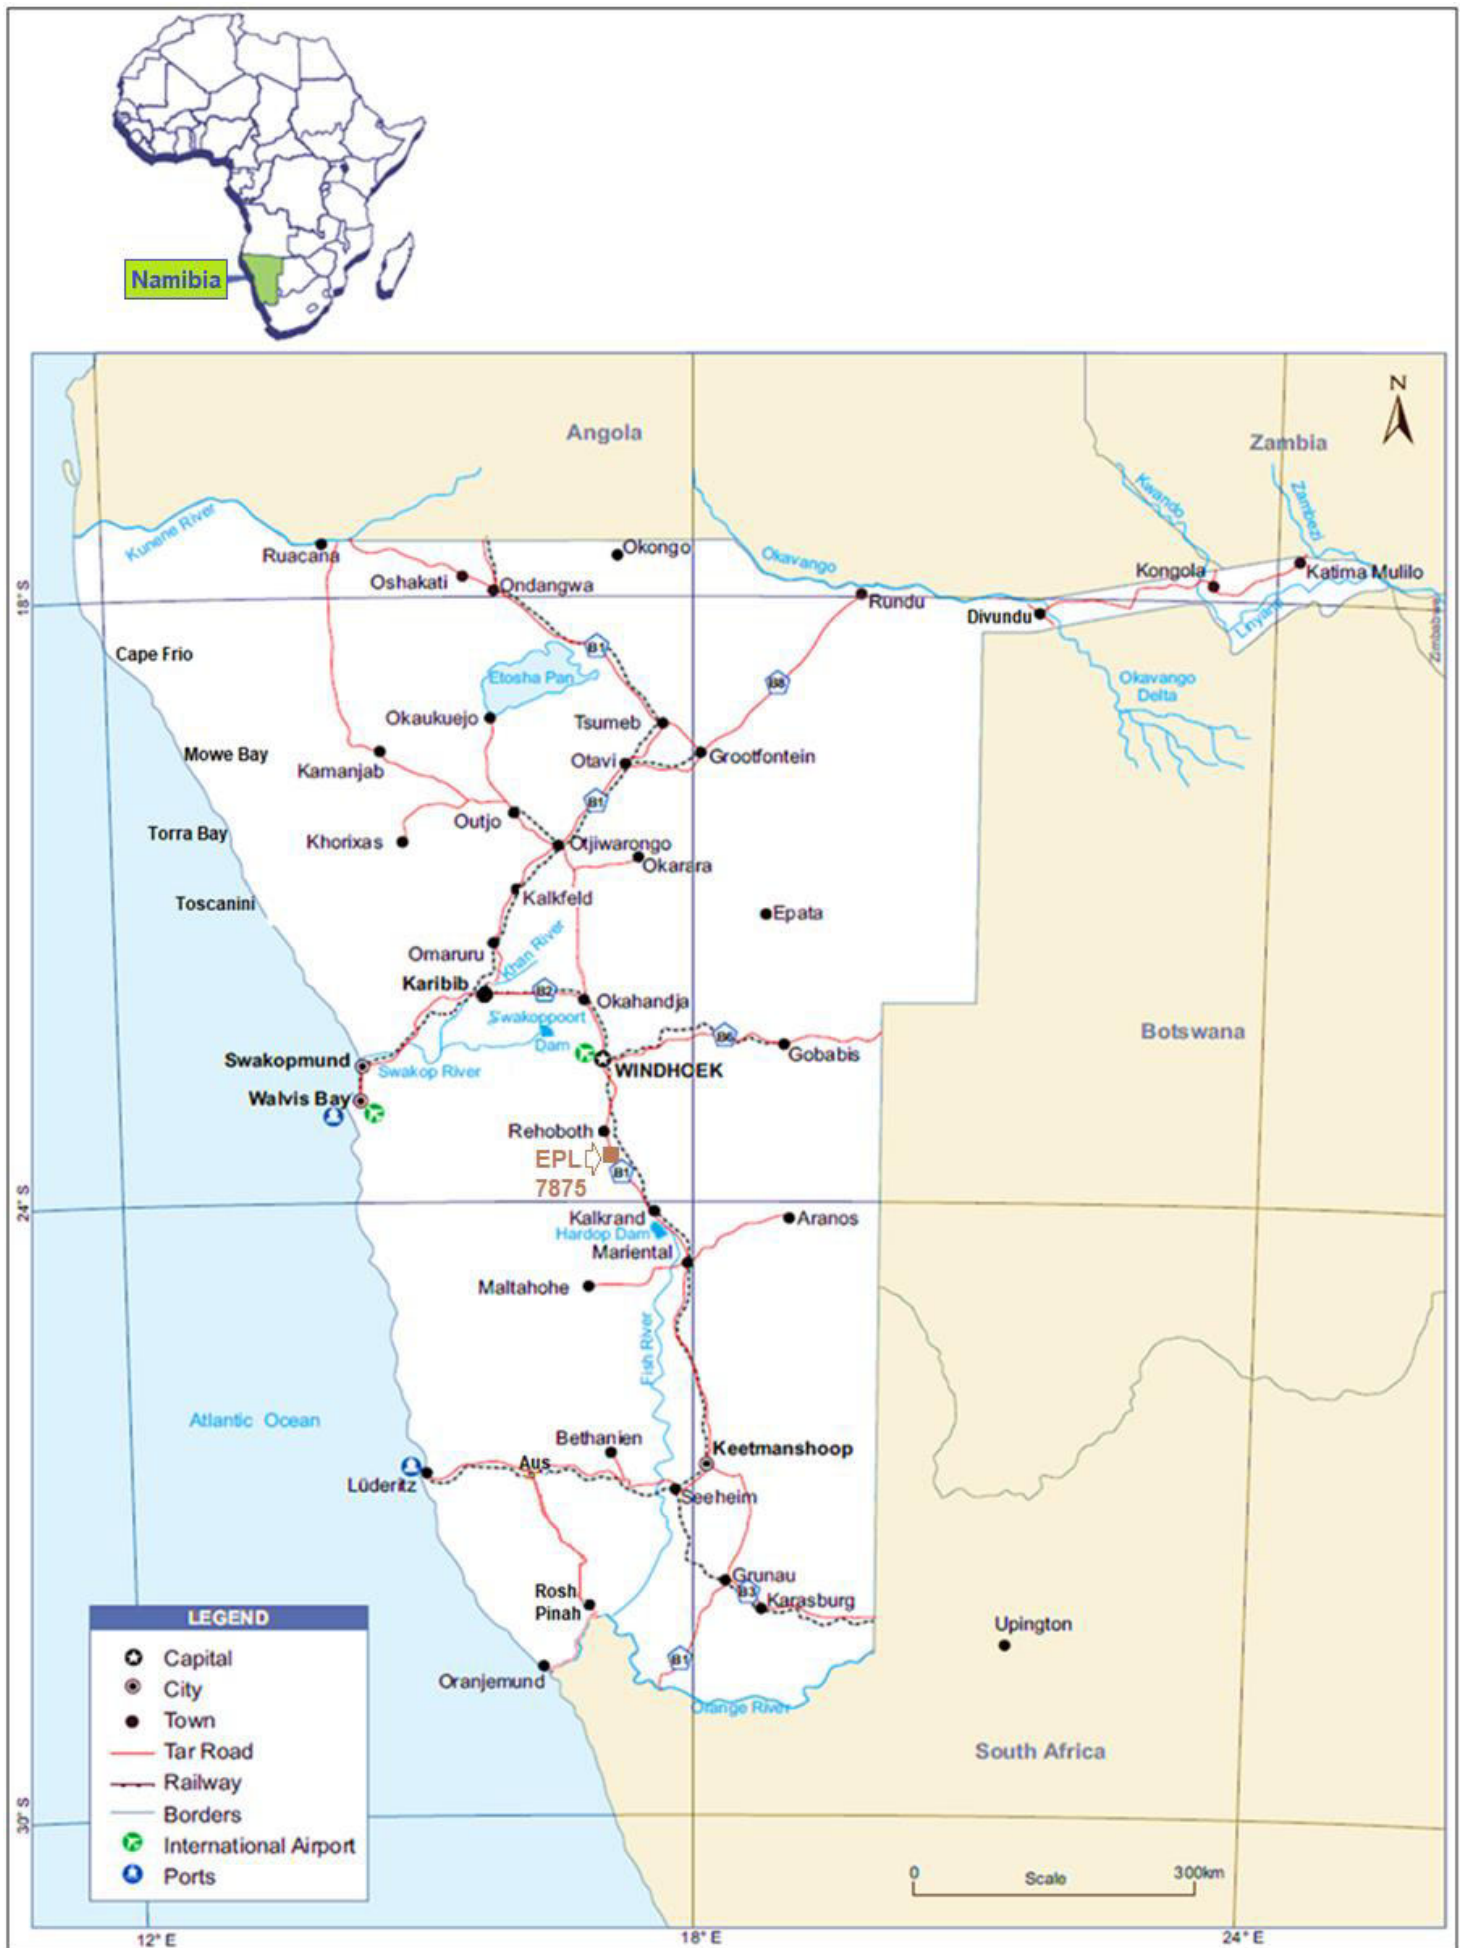 Namibia
N
Angola
Zambia
Kwando
Zambezi
Kunene River
Ruacana
Okongo
Okavango
Oshakati
Ondangwa
Kongola
Katima Mulilo
18° S
Rundu
Divundu
Linyati
Zimbabwe
Cape Frio
B1
Etosha Pan
B8
Okavango
Delta
Okaukuejo
Tsumeb
Mowe Bay
Kamanjab
Otavi
Grootfontein
B1
Outjo
Torra Bay
Khorixas
Otjiwarongo
Okarara
Toscanini
Kalkfeld
Epata
Omaruru
Khan River
Karibib
B2
Okahandja
Swakoppoort
Dam
B6
Botswana
Gobabis
Swakopmund
Swakop River
WINDHOEK
Walvis Bay
Rehoboth
EPL
7875
B1
24° S
Kalkrand
Aranos
Hardop Dam
Mariental
Maltahohe
Fish River
Atlantic Ocean
Bethanien
Keetmanshoop
Aus
Lüderitz
Seeheim
Grunau
B3
Rosh
Pinah
Karasburg
Upington
B1
Oranjemund
Orange River
South Africa
LEGEND
Capital
City
Town
Tar Road
Railway
Borders
International Airport
Ports
30° S
0
Scale
300km
12° E
18° E
24° E